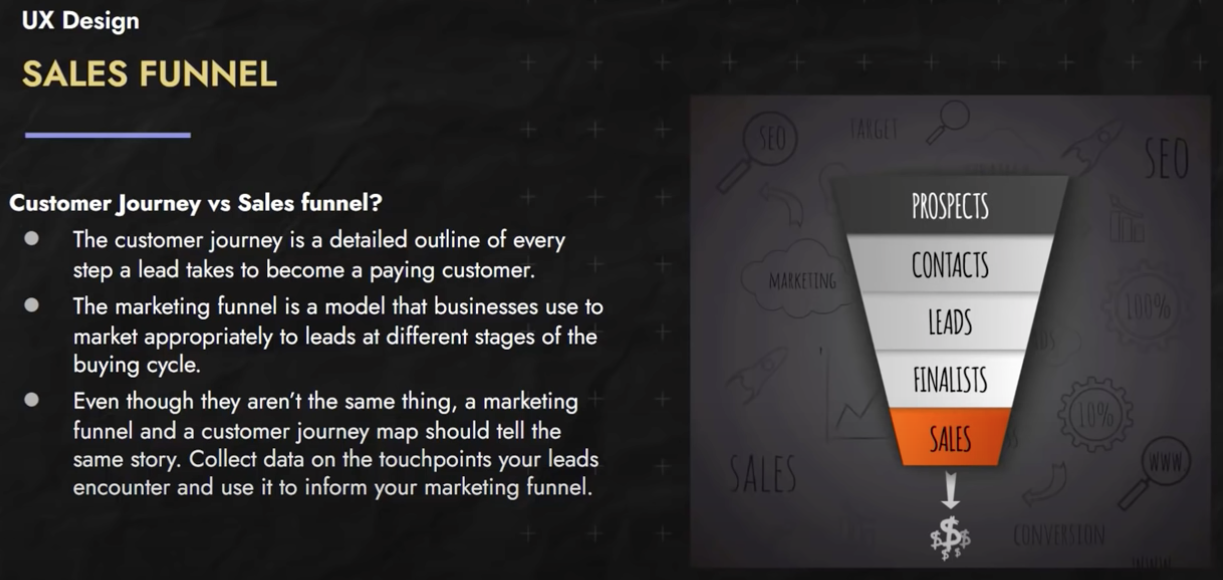 UX Design
SALES FUNNEL
Customer Journey vs Sales funnel?
The customer journey is a detailed outline of every
step a lead takes to become a paying customer.
The marketing funnel is a model that businesses use to
market appropriately to leads at different stages of the
buying cycle.
Even though they aren't the same thing, a marketing
funnel and a customer journey map should tell the
same story. Collect data on the touchpoints your leads
encounter and use it to inform your marketing funnel.
SEO
TARGET
SEO
PROSPECTS
CONTACTS
MARKETING
100%
LEADS
FINALISTS
10%
SALES
SALES
WWW
$
CONVERSION